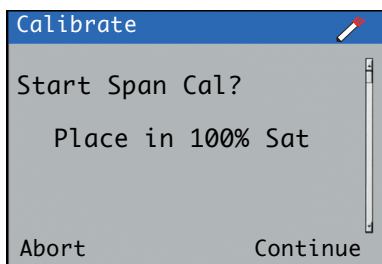 Calibrate
Start Span Cal?
Place in 100% Sat
Abort Continue